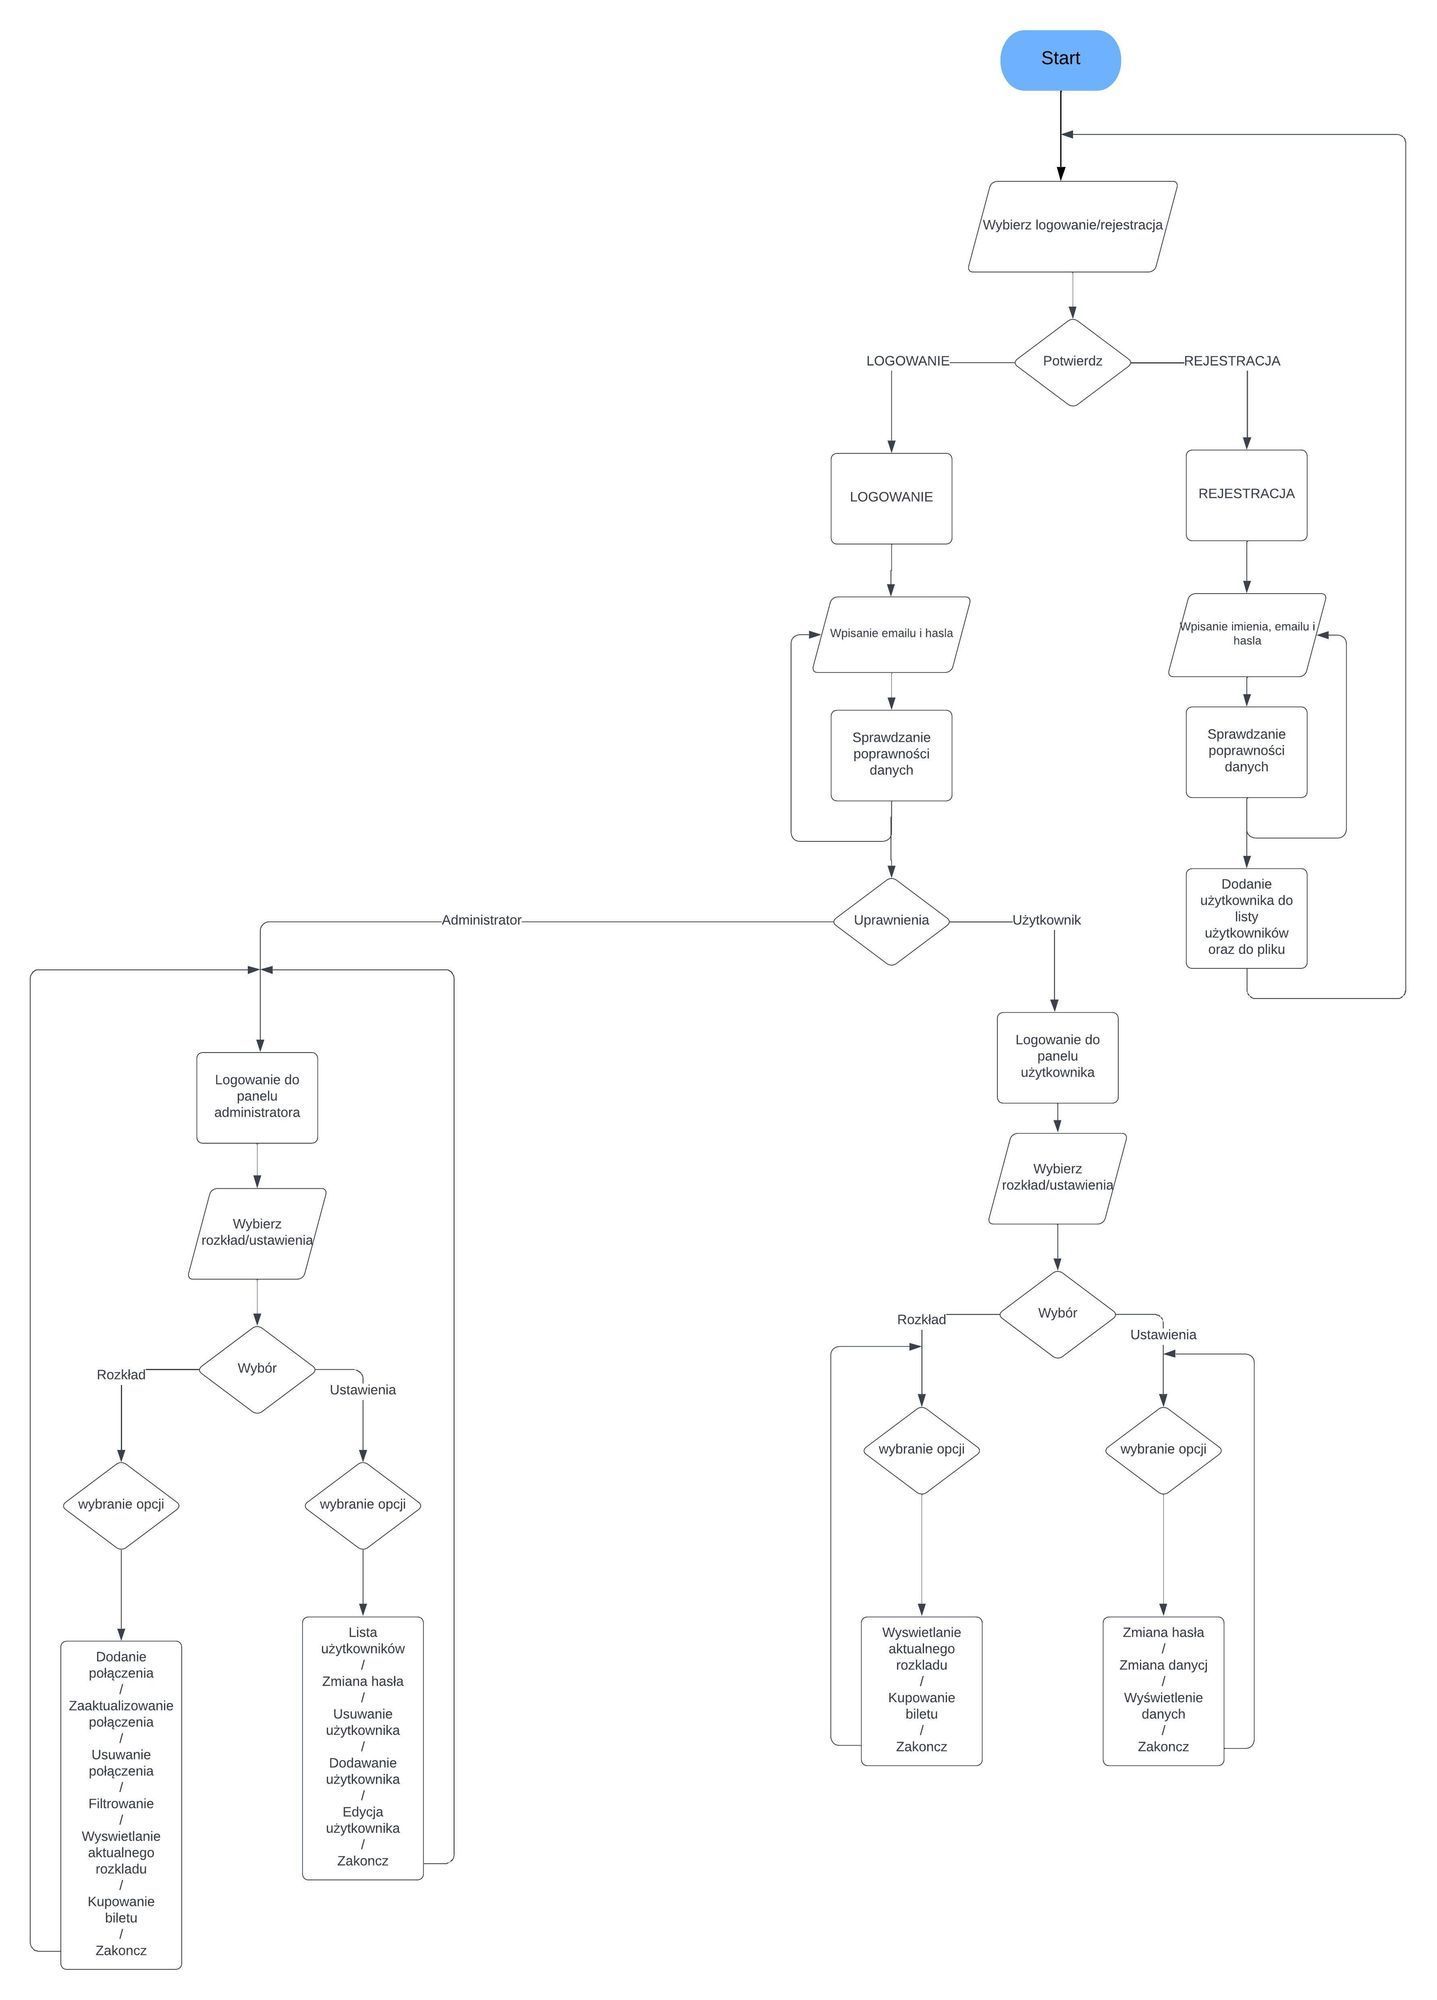 Start
Wybierz logowanie/rejestracja
Potwierdz
LOGOWANIE
REJESTRACJA
LOGOWANIE
REJESTRACJA
Wpisanie emailu i hasla
Wpisanie imienia, emailu i
hasla
Sprawdzanie
poprawności
danych
Sprawdzanie
poprawności
danych
Uprawnienia
Administrator
Użytkownik
Dodanie
użytkownika do
listy
użytkowników
oraz do pliku
Logowanie do
panelu
administratora
Logowanie do
panelu
użytkownika
Wybierz
rozkład/ustawienia
Wybierz
rozkład/ustawienia
Wybór
Rozkład
Ustawienia
Wybór
Rozkład
Ustawienia
wybranie opcji
wybranie opcji
wybranie opcji
wybranie opcji
Dodanie
połączenia
/
Zaaktualizowanie
połączenia
/
Usuwanie
połączenia
/
Filtrowanie
/
Wyswietlanie
aktualnego
rozkladu
/
Kupowanie
biletu
/
Zakoncz
Lista
użytkowników
/
Zmiana hasła
/
Usuwanie
użytkownika
/
Dodawanie
użytkownika
/
Edycja
użytkownika
/
Zakoncz
Wyswietlanie
aktualnego
rozkladu
/
Kupowanie
biletu
/
Zakoncz
Zmiana hasła
/
Zmiana danycj
/
Wyświetlenie
danych
/
Zakoncz